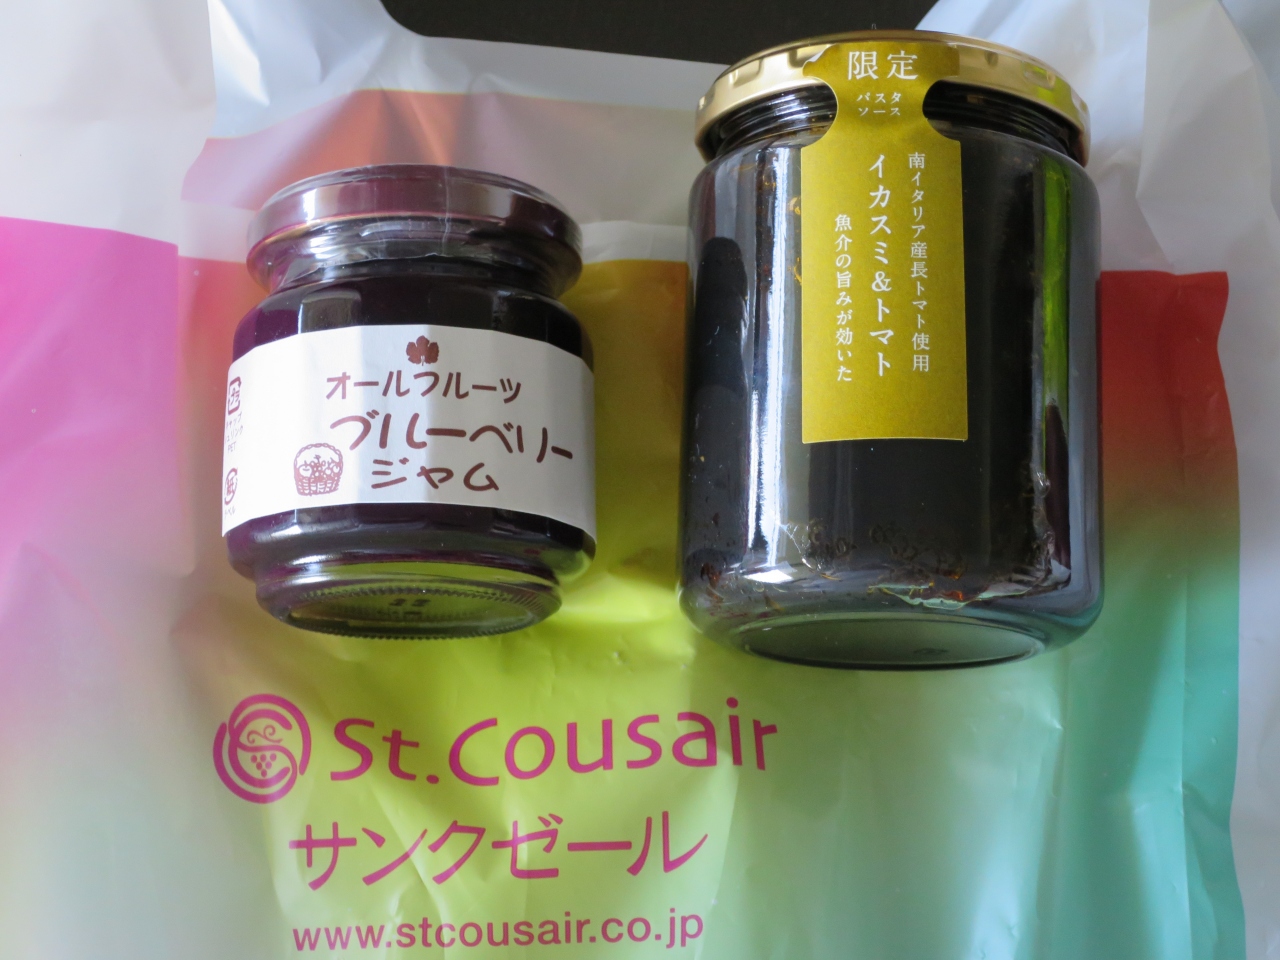 限定
パスタ
ソース
南イタリア産長トマト使用
イカスミ&トマト
魚介の旨みが効いた
オールフルーツ
ブルーベリー
ジャム
St.Cousair
サンクゼール
www.stcousair.co.jp